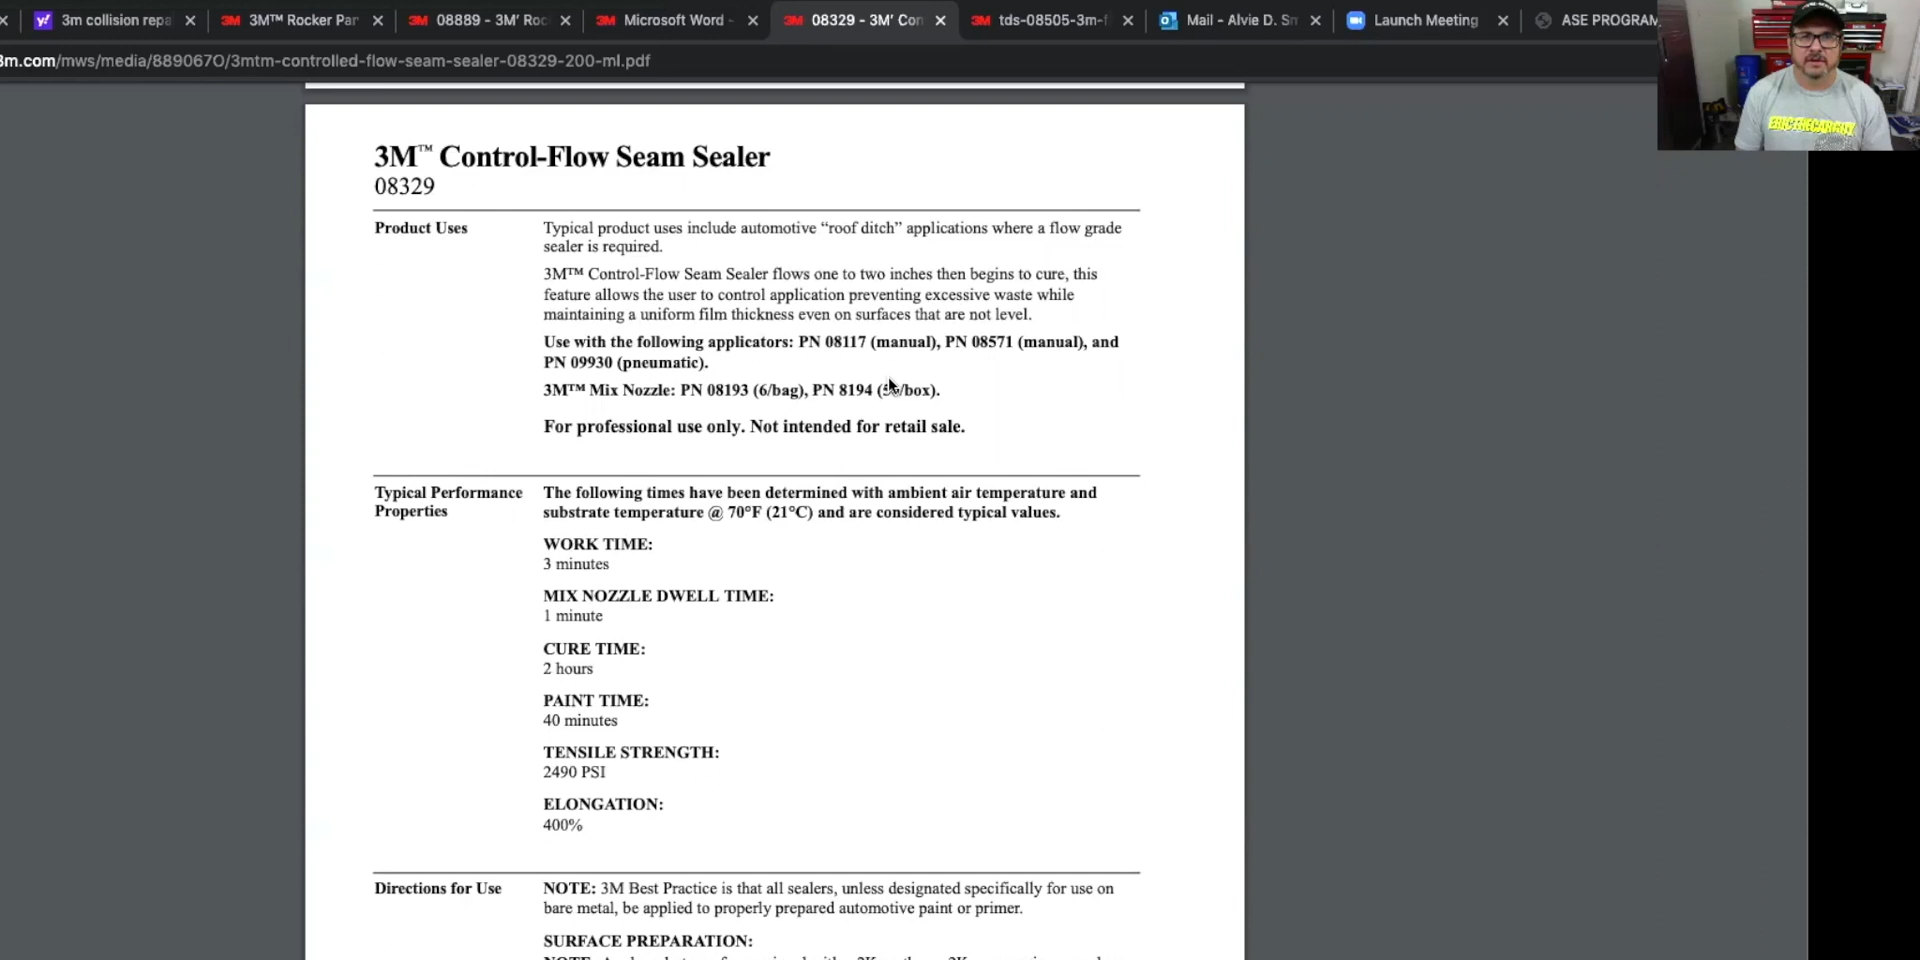 3m collision repa
3M 3M™ Rocker Par
3M 08889 - 3M' Roc
3M Microsoft Word -
3M 08329 - 3M' Con
3M tds-08505-3m-f
Mail - Alvie D. Sm
Launch Meeting
ASE PROGRAM
3m.com/mws/media/889067O/3mtm-controlled-flow-seam-sealer-08329-200-ml.pdf
ERICTHECARGUY
3M™ Control-Flow Seam Sealer
08329
Product Uses
Typical product uses include automotive “roof ditch” applications where a flow grade
sealer is required.
3M™ Control-Flow Seam Sealer flows one to two inches then begins to cure, this
feature allows the user to control application preventing excessive waste while
maintaining a uniform film thickness even on surfaces that are not level.
Use with the following applicators: PN 08117 (manual), PN 08571 (manual), and
PN 09930 (pneumatic).
3M™ Mix Nozzle: PN 08193 (6/bag), PN 8194 ( /box).
For professional use only. Not intended for retail sale.
Typical Performance
Properties
The following times have been determined with ambient air temperature and
substrate temperature @ 70°F (21°C) and are considered typical values.
WORK TIME:
3 minutes
MIX NOZZLE DWELL TIME:
1 minute
CURE TIME:
2 hours
PAINT TIME:
40 minutes
TENSILE STRENGTH:
2490 PSI
ELONGATION:
400%
Directions for Use
NOTE: 3M Best Practice is that all sealers, unless designated specifically for use on
bare metal, be applied to properly prepared automotive paint or primer.
SURFACE PREPARATION: